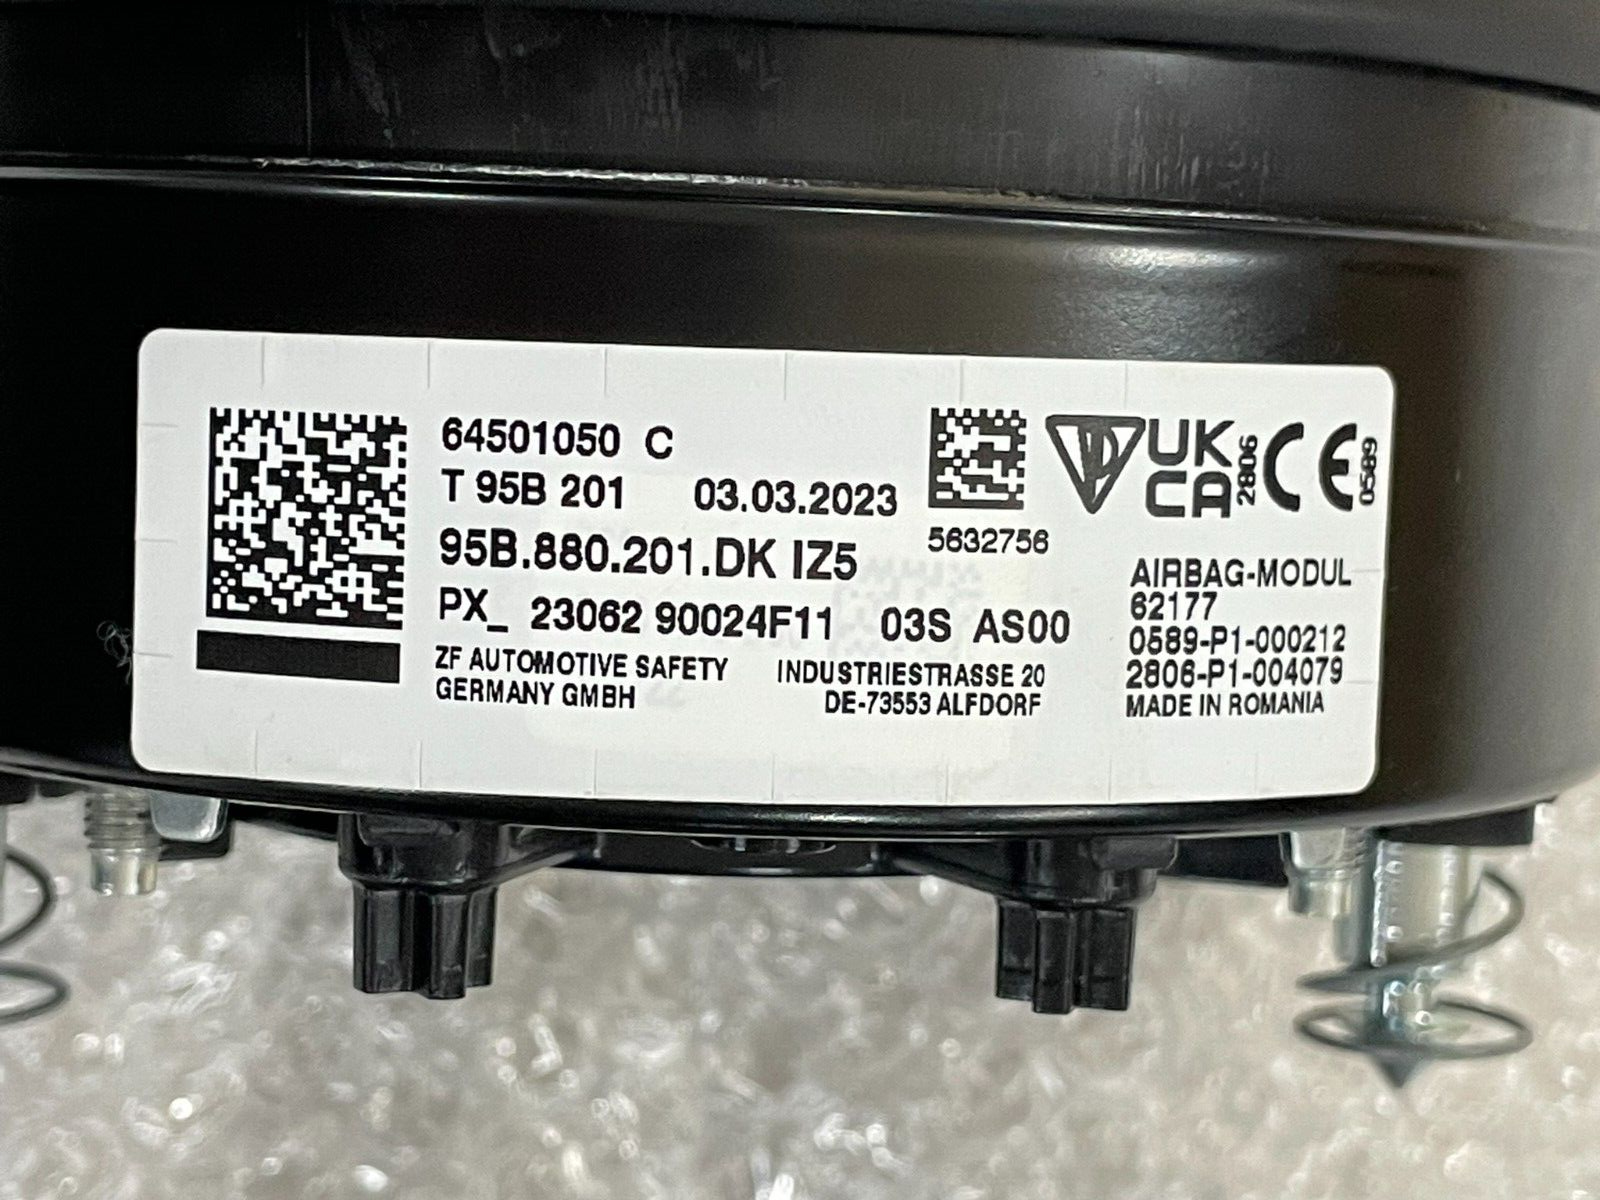 64501050 C
T 95B 201 03.03.2023
95B.880.201.DK IZ5
PX_ 23062 90024F11 03S AS00
ZF AUTOMOTIVE SAFETY
GERMANY GMBH
INDUSTRIESTRASSE 20
DE-73553 ALFDORF
5632756
UK
CA
2806
CE
0589
AIRBAG-MODUL
62177
0589-P1-000212
2806-P1-004079
MADE IN ROMANIA